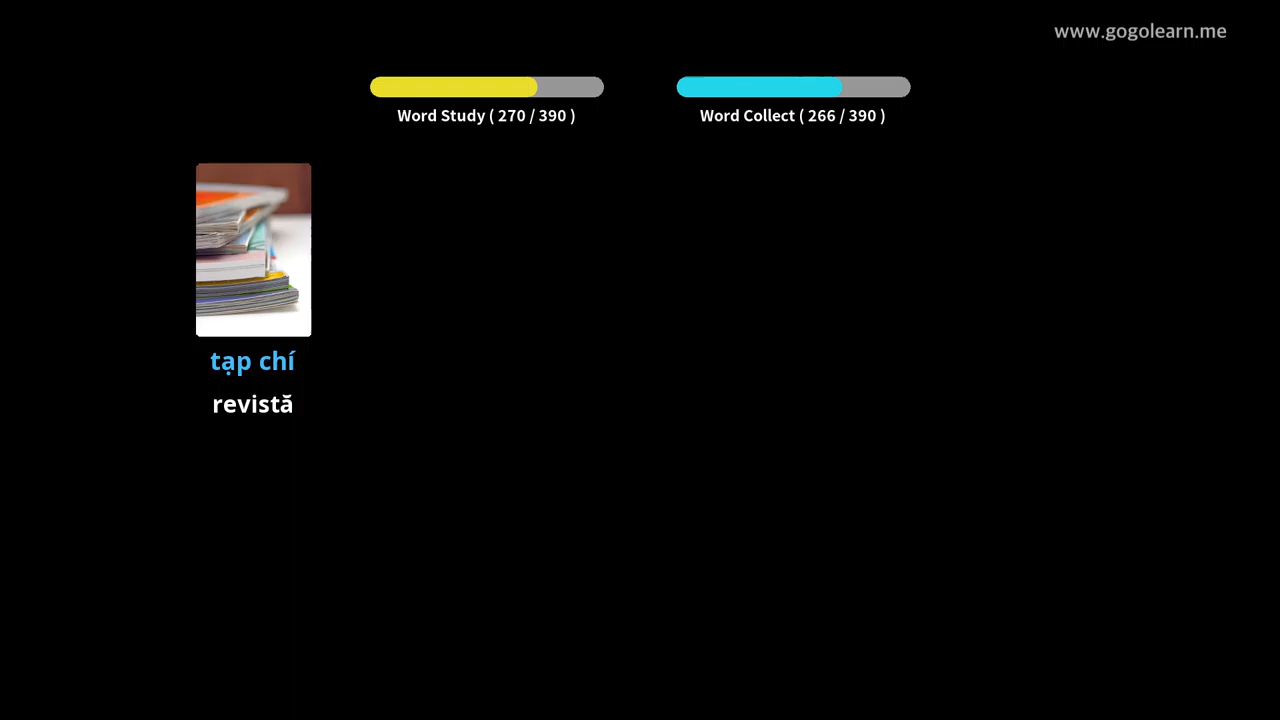 www.gogolearn.me
Word Study ( 270 / 390 )
Word Collect ( 266 / 390 )
tạp chí
revistă